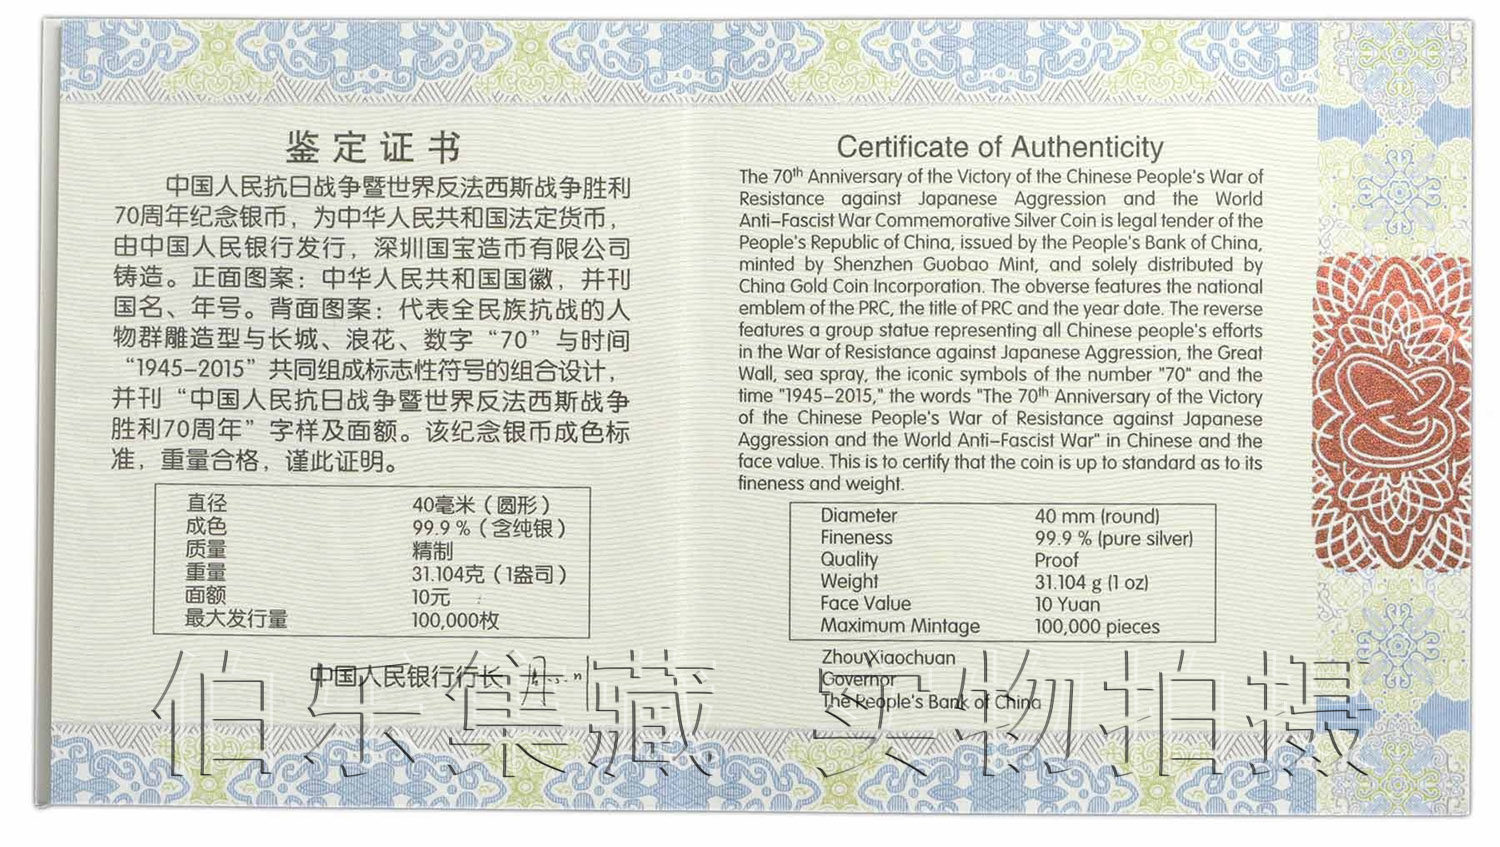 鉴定证书
中国人民抗日战争暨世界反法西斯战争胜利
70周年纪念银币，为中华人民共和国法定货币，
由中国人民银行发行，深圳国宝造币有限公司
铸造。正面图案：中华人民共和国国徽，并刊
国名、年号。背面图案：代表全民族抗战的人
物群雕造型与长城、浪花、数字“70”与时间
“1945–2015”共同组成标志性符号的组合设计，
并刊“中国人民抗日战争暨世界反法西斯战争
胜利70周年”字样及面额。该纪念银币成色标
准，重量合格，谨此证明。
直径 40毫米（圆形）
成色 99.9 %（含纯银）
质量 精制
重量 31.104克（1盎司）
面额 10元
最大发行量 100,000枚
中国人民银行行长
Certificate of Authenticity
The 70th Anniversary of the Victory of the Chinese People's War of
Resistance against Japanese Aggression and the World
Anti–Fascist War Commemorative Silver Coin is legal tender of the
People's Republic of China, issued by the People's Bank of China,
minted by Shenzhen Guobao Mint, and solely distributed by
China Gold Coin Incorporation. The obverse features the national
emblem of the PRC, the title of PRC and the year date. The reverse
features a group statue representing all Chinese people's efforts
in the War of Resistance against Japanese Aggression, the Great
Wall, sea spray, the iconic symbols of the number "70" and the
time "1945–2015," the words "The 70th Anniversary of the Victory
of the Chinese People's War of Resistance against Japanese
Aggression and the World Anti–Fascist War" in Chinese and the
face value. This is to certify that the coin is up to standard as to its
fineness and weight.
Diameter 40 mm (round)
Fineness 99.9 % (pure silver)
Quality Proof
Weight 31.104 g (1 oz)
Face Value 10 Yuan
Maximum Mintage 100,000 pieces
Zhou Xiaochuan
Governor
The People's Bank of China
伯乐集藏 实物拍摄